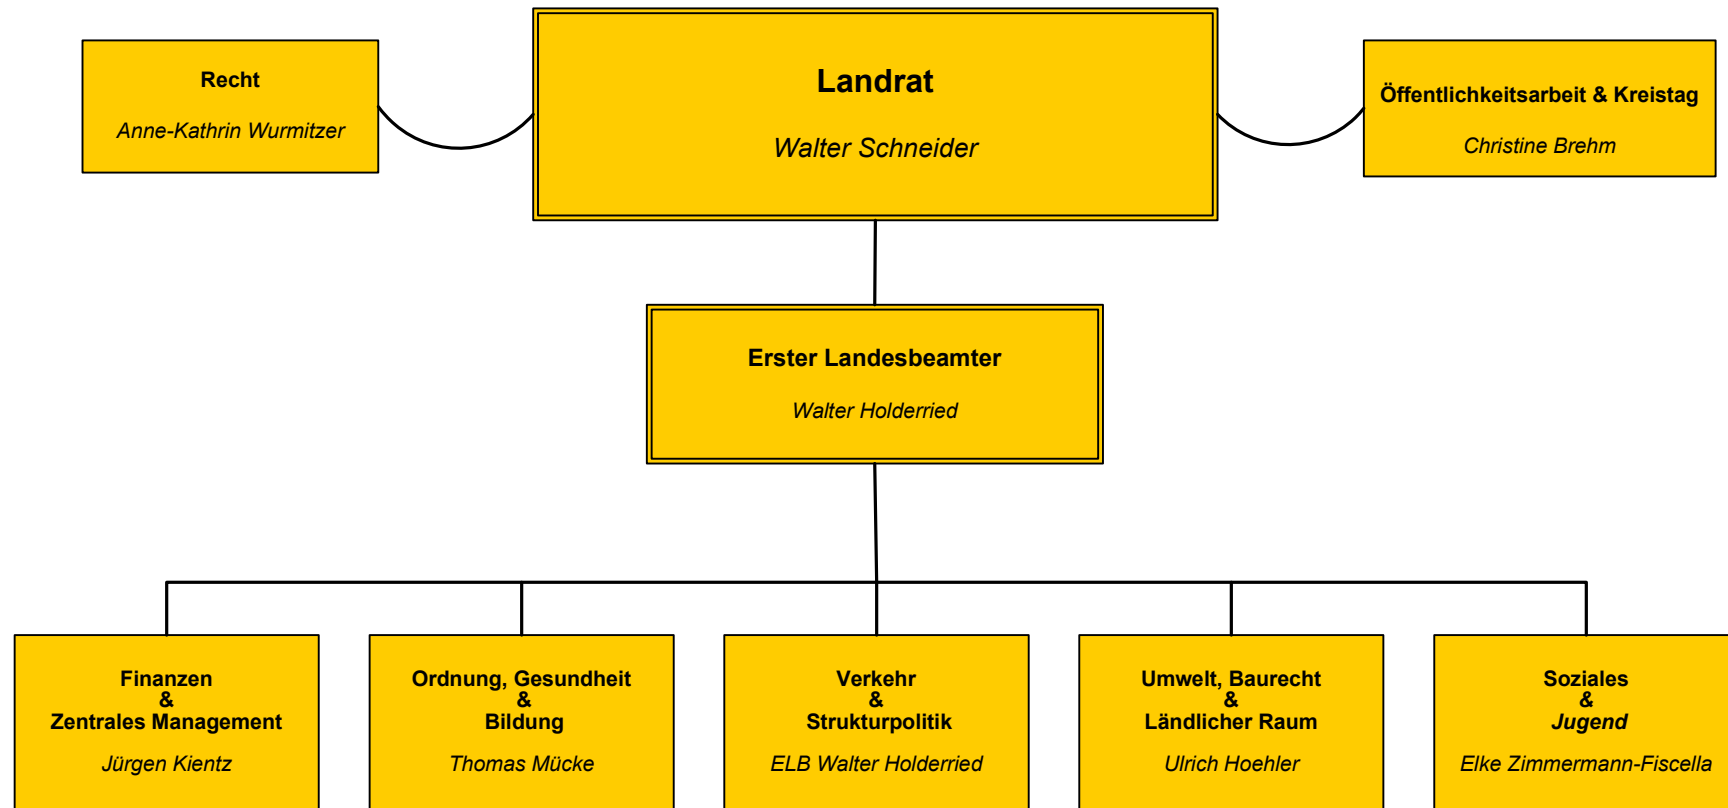 Recht
Anne-Kathrin Wurmitzer
Landrat
Walter Schneider
Öffentlichkeitsarbeit & Kreistag
Christine Brehm
Erster Landesbeamter
Walter Holderried
Finanzen
&
Zentrales Management
Jürgen Kientz
Ordnung, Gesundheit
&
Bildung
Thomas Mücke
Verkehr
&
Strukturpolitik
ELB Walter Holderried
Umwelt, Baurecht
&
Ländlicher Raum
Ulrich Hoehler
Soziales
&
Jugend
Elke Zimmermann-Fiscella